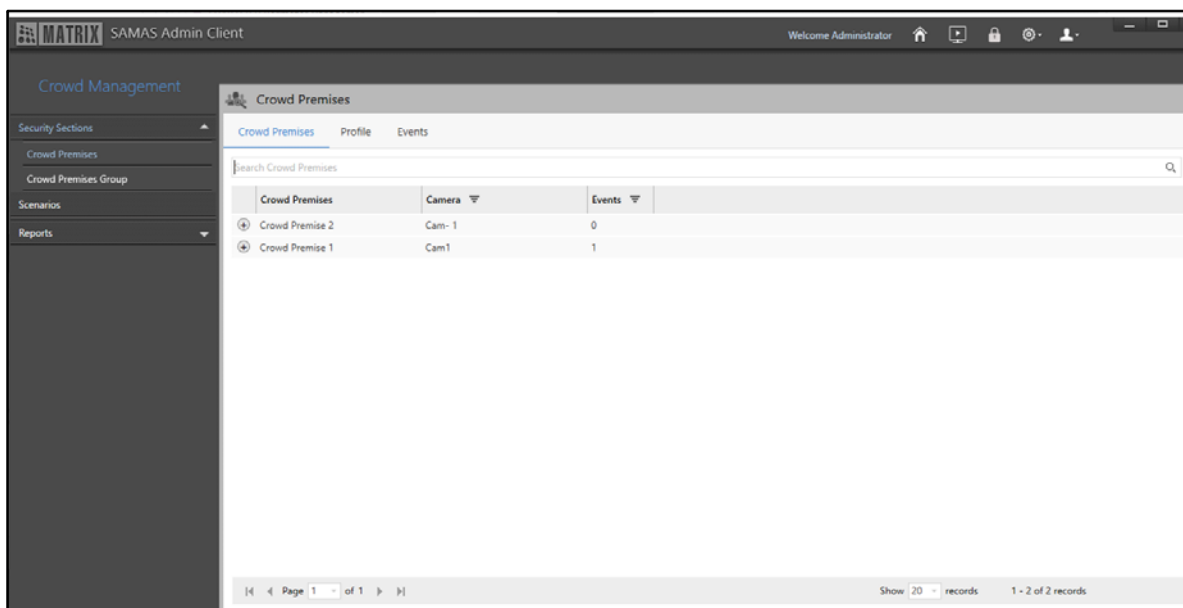 MATRIX SAMAS Admin Client
Welcome Administrator
Crowd Management
Security Sections
Crowd Premises
Crowd Premises Group
Scenarios
Reports
Crowd Premises
Crowd Premises Profile Events
Search Crowd Premises
Crowd Premises Camera Events
Crowd Premise 2 Cam- 1 0
Crowd Premise 1 Cam1 1
Page 1 of 1 Show 20 records 1 - 2 of 2 records